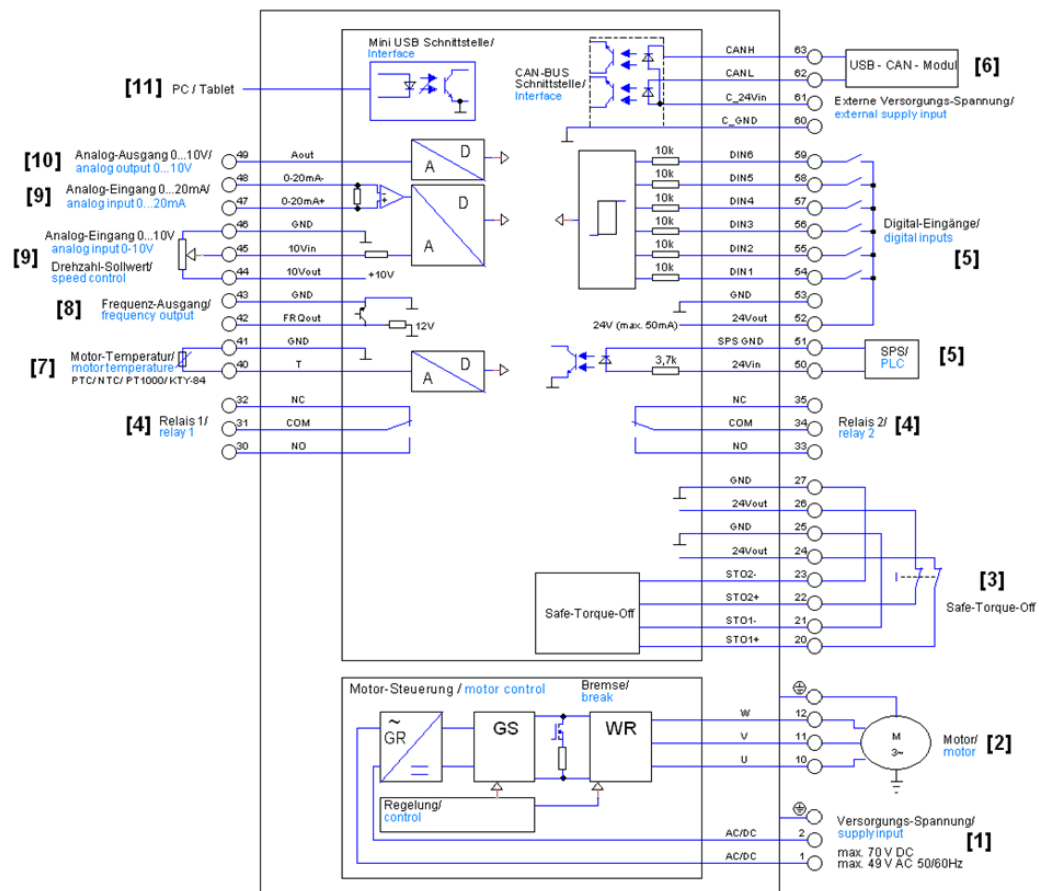 Mini USB Schnittstelle/
Interface
[11] PC / Tablet
CAN-BUS
Schnittstelle/
Interface
CANH 63
CANL 62
C_24Vin 61
C_GND 60
USB - CAN - Modul
[6]
Externe Versorgungs-Spannung/
external supply input
[10] Analog-Ausgang 0...10V/
analog output 0...10V
49 Aout
A D
[9] Analog-Eingang 0...20mA/
analog input 0...20mA
48 0-20mA-
47 0-20mA+
A D
Analog-Eingang 0...10V
[9] analog input 0-10V
Drehzahl-Sollwert/
speed control
46 GND
45 10Vin
44 10Vout +10V
[8] Frequenz-Ausgang/
frequency output
43 GND
42 FRQout 12V
[7] Motor-Temperatur/
motor temperature
PTC/ NTC/ PT1000/ KTY-84
41 GND
40 T
A D
[4] Relais 1/
relay 1
32 NC
31 COM
30 NO
10k DIN6 59
10k DIN5 58
10k DIN4 57
10k DIN3 56
10k DIN2 55
10k DIN1 54
GND 53
24V (max. 50mA) 24Vout 52
Digital-Eingänge/
digital inputs
[5]
SPS GND 51
3,7k 24Vin 50
SPS/
PLC
[5]
NC 35
COM 34
NO 33
Relais 2/
relay 2
[4]
GND 27
24Vout 26
GND 25
24Vout 24
STO2- 23
STO2+ 22
STO1- 21
STO1+ 20
Safe-Torque-Off
[3]
Safe-Torque-Off
Motor-Steuerung / motor control
Bremse/
break
~
GR
GS
WR
Regelung/
control
W 12
V 11
U 10
M
3~
Motor/
motor
[2]
AC/DC 2
AC/DC 1
Versorgungs-Spannung/
supply input
[1]
max. 70 V DC
max. 49 V AC 50/60Hz